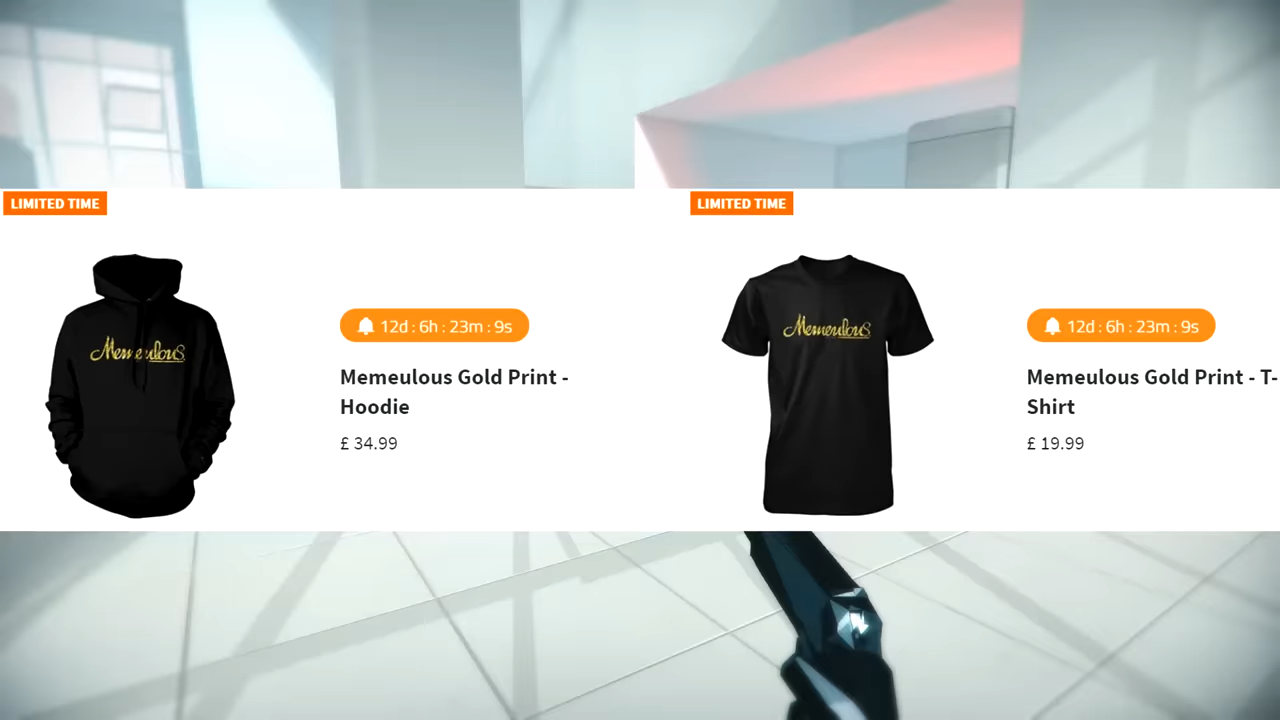 LIMITED TIME
Memeulous
12d : 6h : 23m : 9s
Memeulous Gold Print -
Hoodie
£ 34.99
LIMITED TIME
Memeulous
12d : 6h : 23m : 9s
Memeulous Gold Print - T-
Shirt
£ 19.99